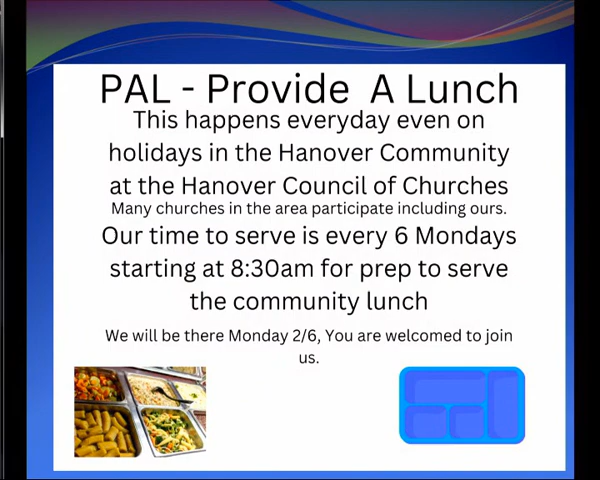 PAL - Provide A Lunch
This happens everyday even on
holidays in the Hanover Community
at the Hanover Council of Churches
Many churches in the area participate including ours.
Our time to serve is every 6 Mondays
starting at 8:30am for prep to serve
the community lunch
We will be there Monday 2/6, You are welcomed to join
us.